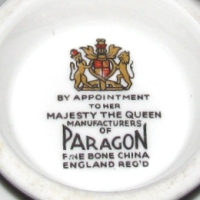 BY APPOINTMENT
TO HER
MAJESTY THE QUEEN
MANUFACTURERS
OF
PARAGON
FINE BONE CHINA
ENGLAND REG'D